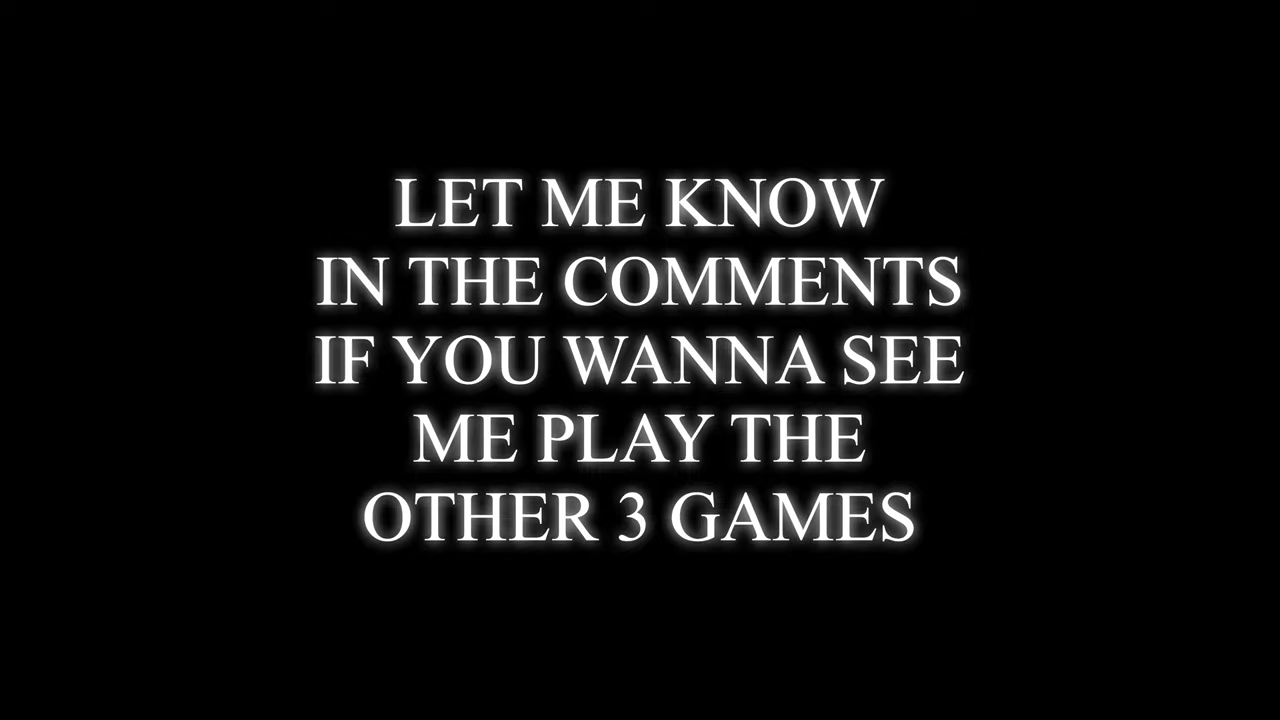 LET ME KNOW
IN THE COMMENTS
IF YOU WANNA SEE
ME PLAY THE
OTHER 3 GAMES